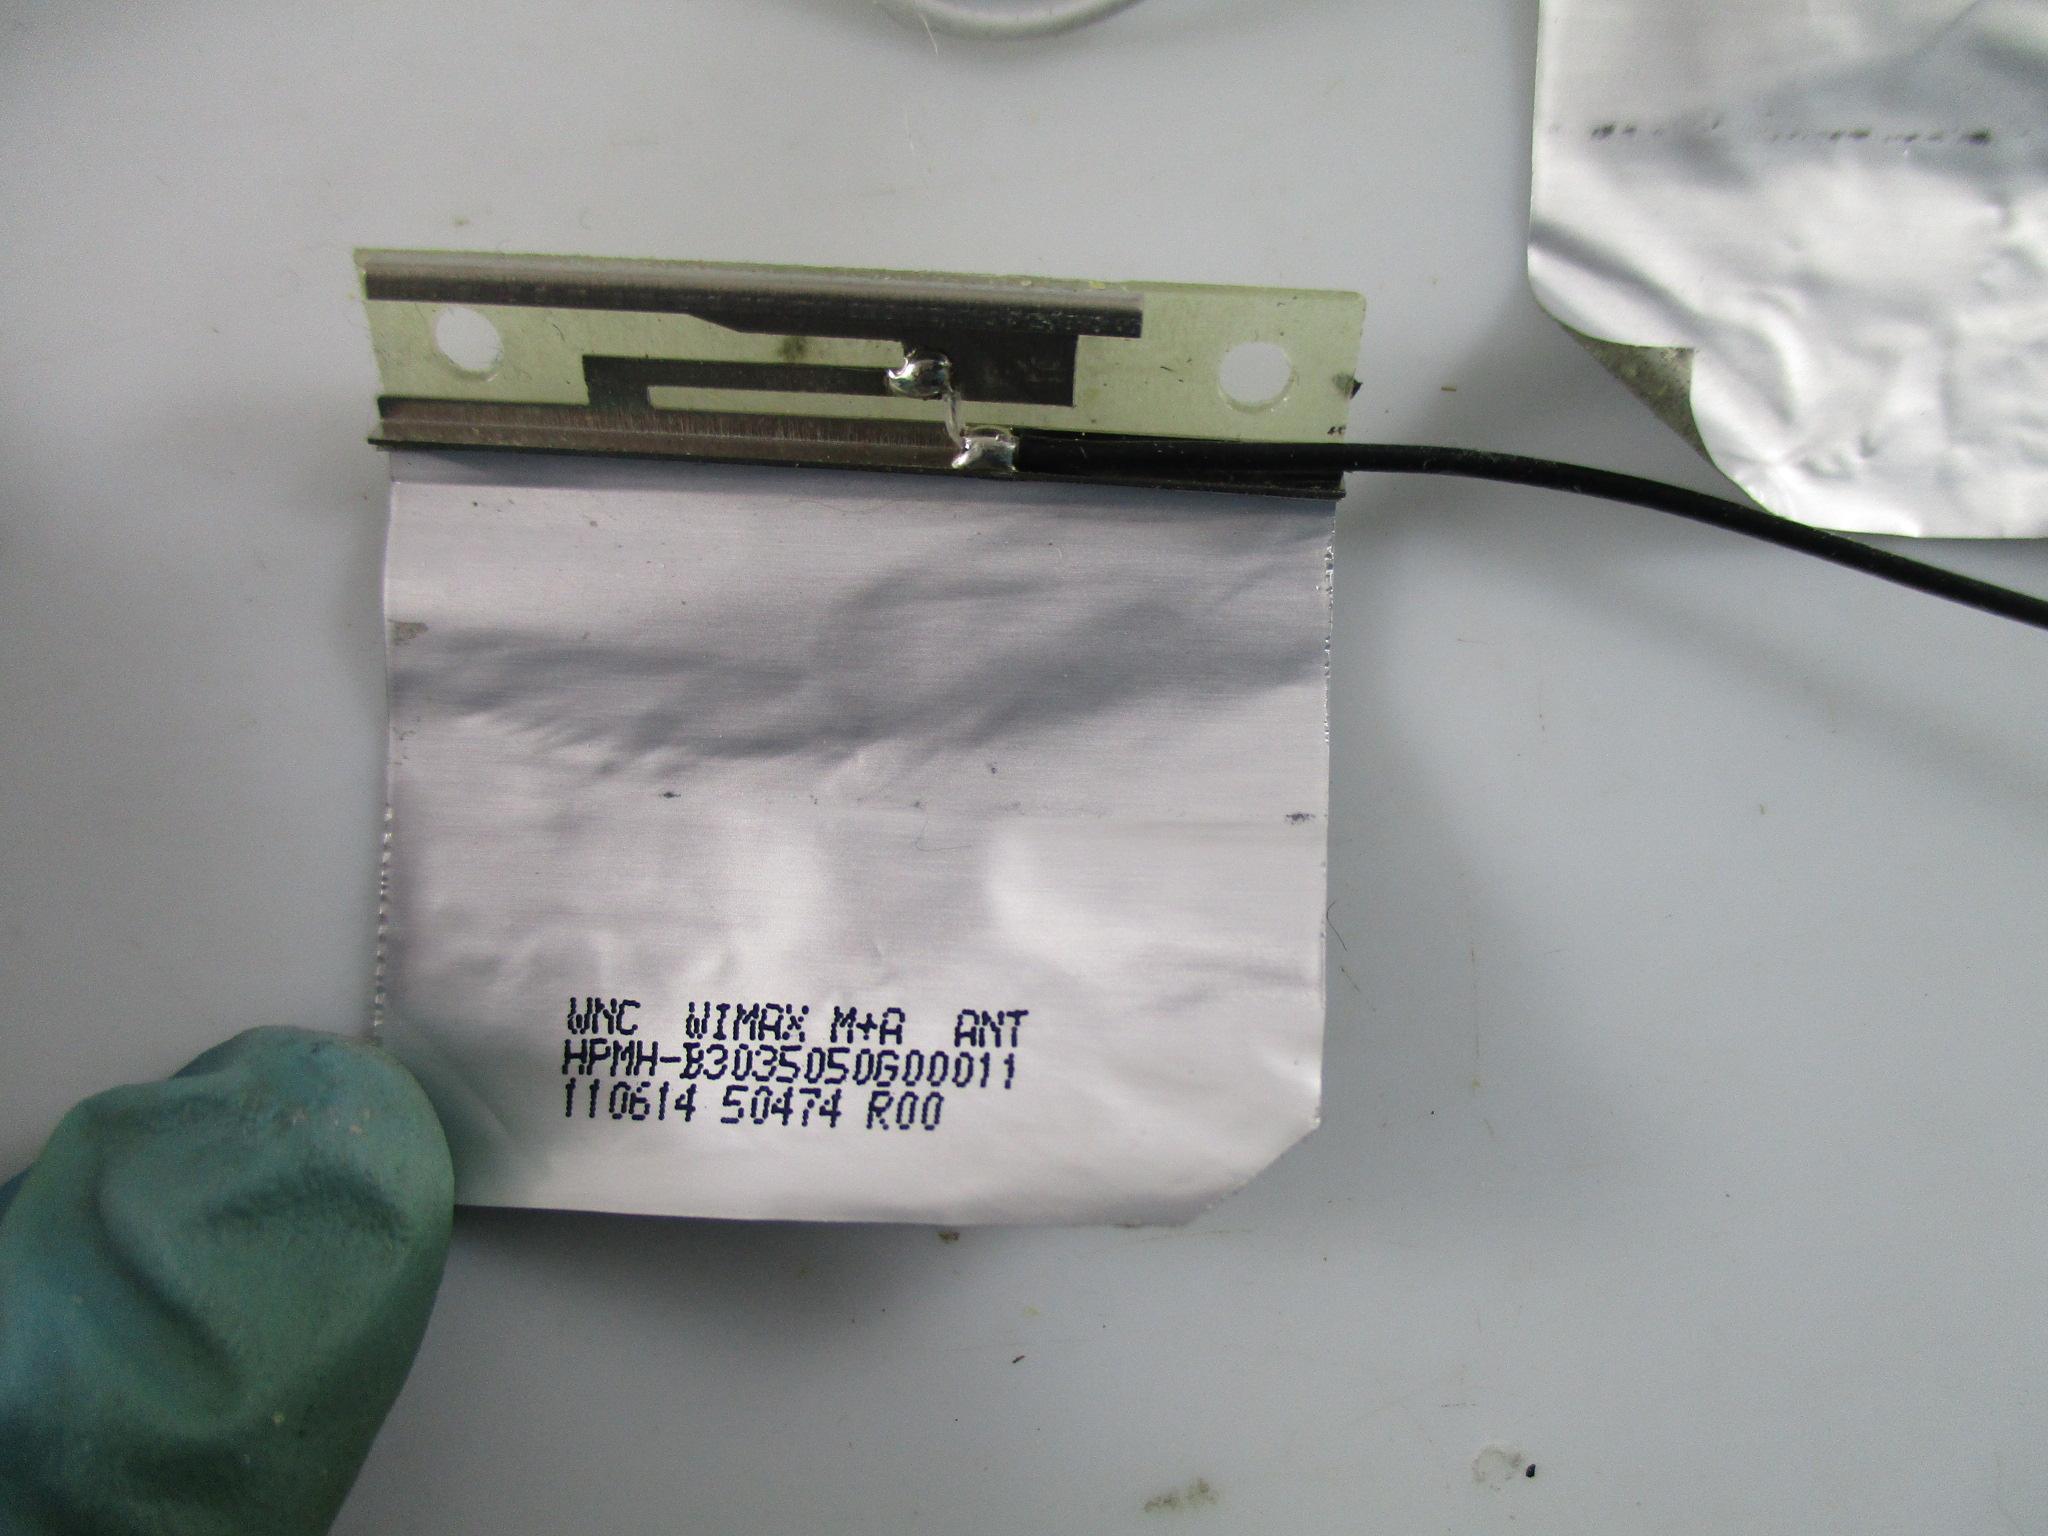 WNC WIMAX M+A ANT
HPMH-B3035050G00011
110614 50474 R00